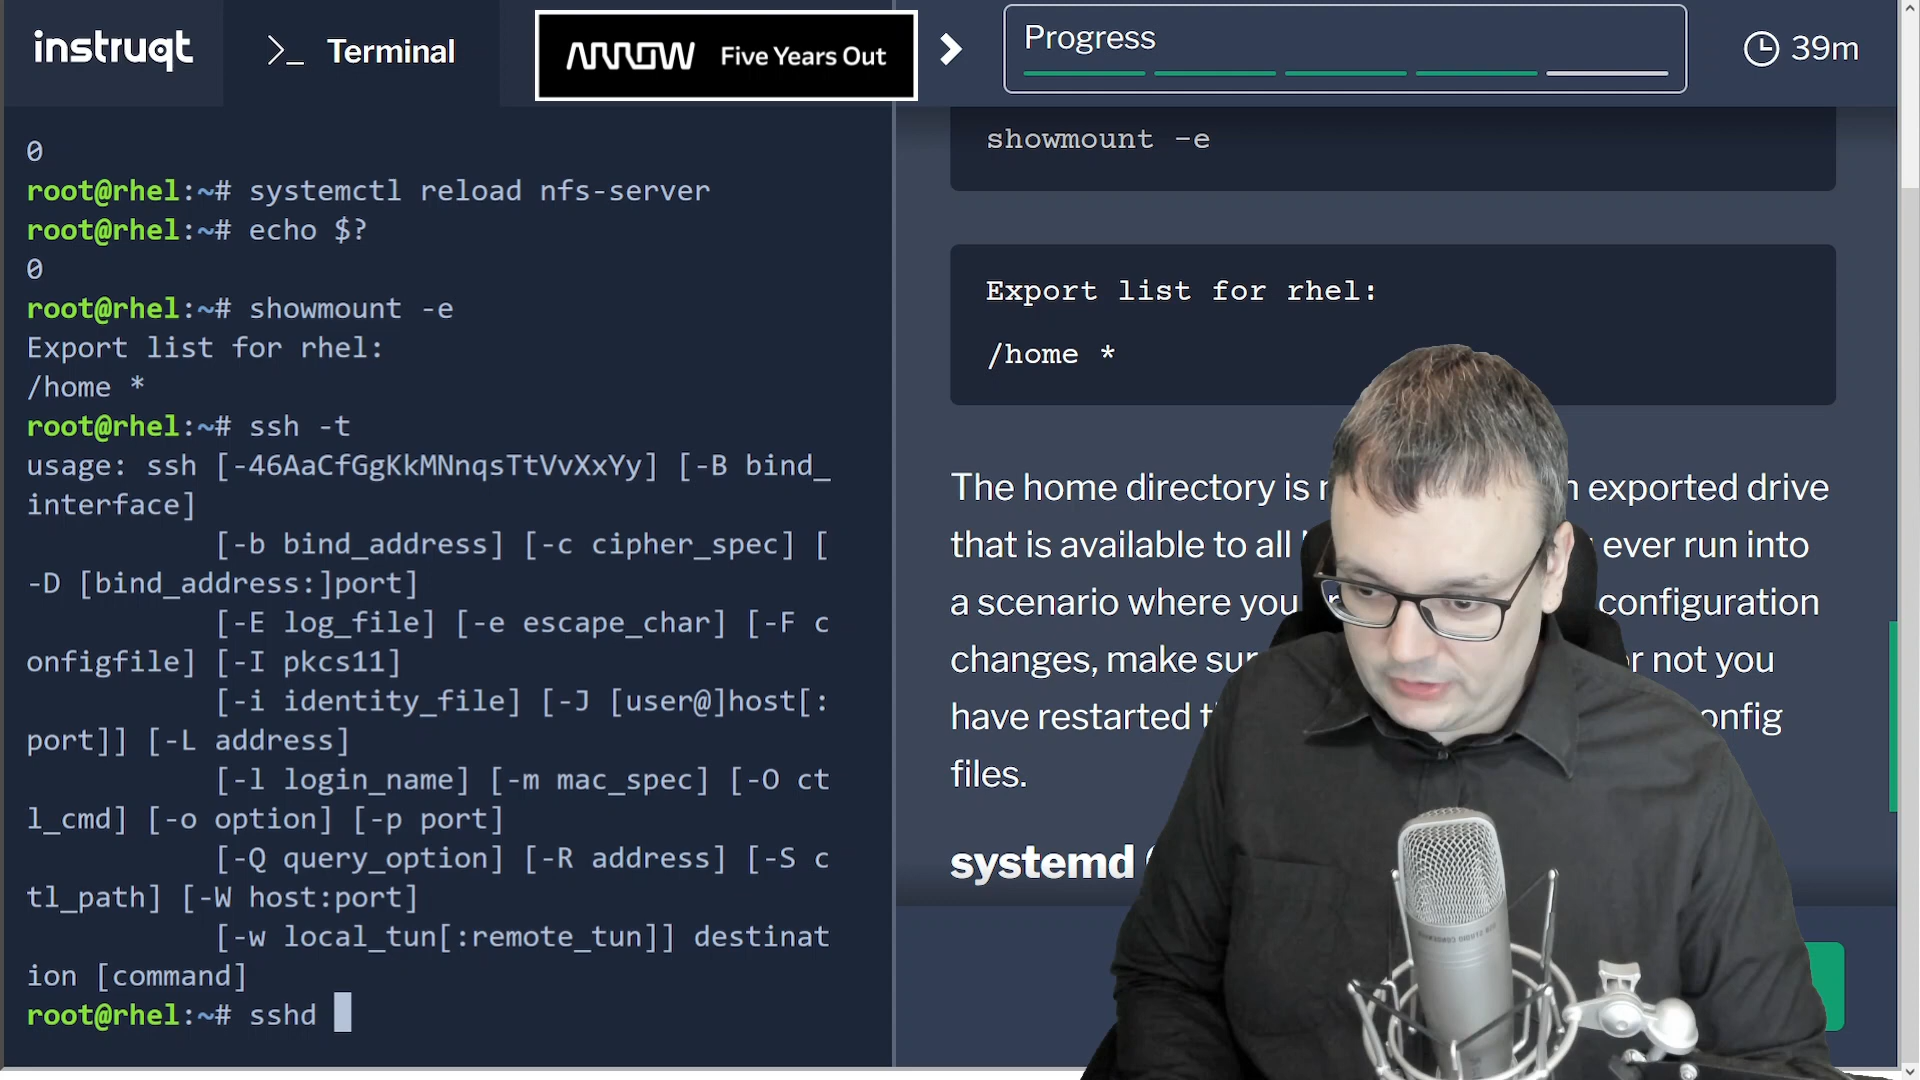 instruqt
>_ Terminal
ARROW Five Years Out
Progress
39m
0
root@rhel:~# systemctl reload nfs-server
root@rhel:~# echo $?
0
root@rhel:~# showmount -e
Export list for rhel:
/home *
root@rhel:~# ssh -t
usage: ssh [-46AaCfGgKkMNnqsTtVvXxYy] [-B bind_
interface]
[-b bind_address] [-c cipher_spec] [
-D [bind_address:]port]
[-E log_file] [-e escape_char] [-F c
onfigfile] [-I pkcs11]
[-i identity_file] [-J [user@]host[:
port]] [-L address]
[-l login_name] [-m mac_spec] [-O ct
l_cmd] [-o option] [-p port]
[-Q query_option] [-R address] [-S c
tl_path] [-W host:port]
[-w local_tun[:remote_tun]] destinat
ion [command]
root@rhel:~# sshd
showmount -e
Export list for rhel:
/home *
The home directory is exported drive
that is available to all ever run into
a scenario where you configuration
changes, make not you
have restarted
files.
systemd